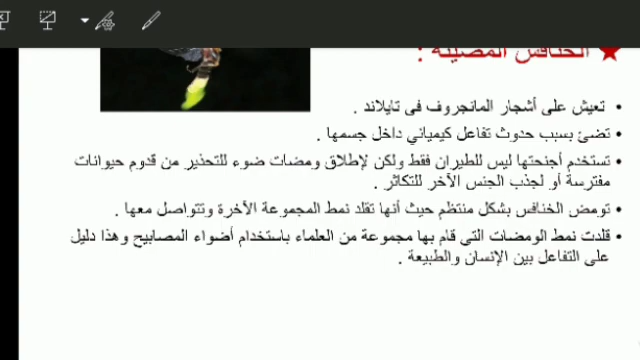 الخنافس المضيئة :
تعيش على أشجار المانجروف فى تايلاند .
تضئ بسبب حدوث تفاعل كيميائي داخل جسمها .
تستخدم أجنحتها ليس للطيران فقط ولكن لإطلاق ومضات ضوء للتحذير من قدوم حيوانات
مفترسة أو لجذب الجنس الآخر للتكاثر .
تومض الخنافس بشكل منتظم حيث أنها تقلد نمط المجموعة الآخرة وتتواصل معها .
قلدت نمط الومضات التي قام بها مجموعة من العلماء باستخدام أضواء المصابيح وهذا دليل
على التفاعل بين الإنسان والطبيعة .